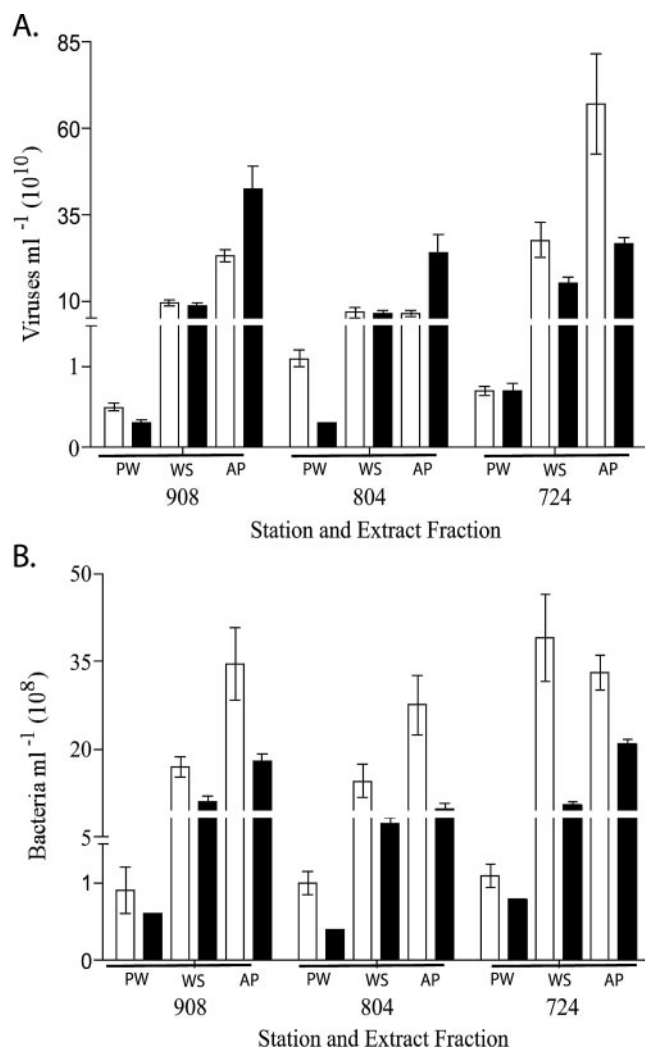 A.
85
60
35
10
1
0
Viruses ml -1 (10^10)
PW WS AP PW WS AP PW WS AP
908 804 724
Station and Extract Fraction
B.
50
35
20
5
1
0
Bacteria ml -1 (10^8)
PW WS AP PW WS AP PW WS AP
908 804 724
Station and Extract Fraction